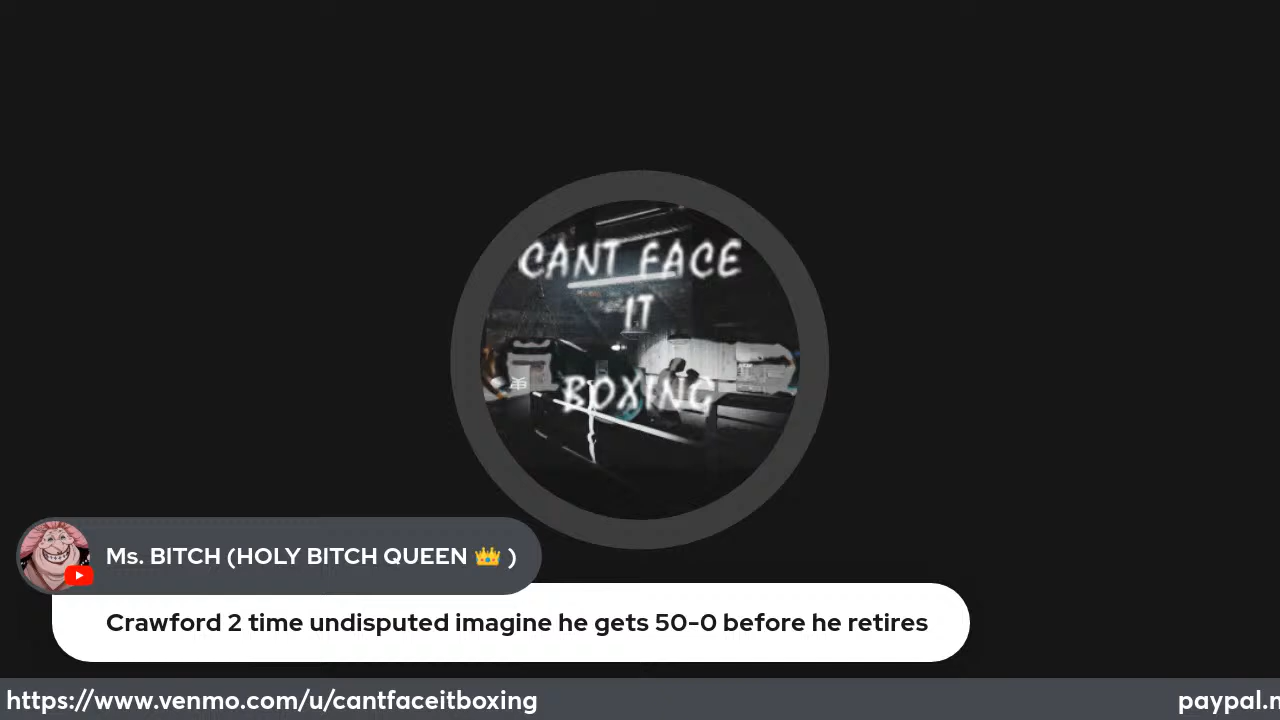 CANT FACE
IT
BOXING
Ms. BITCH (HOLY BITCH QUEEN 👑 )
Crawford 2 time undisputed imagine he gets 50-0 before he retires
https://www.venmo.com/u/cantfaceitboxing
paypal.n